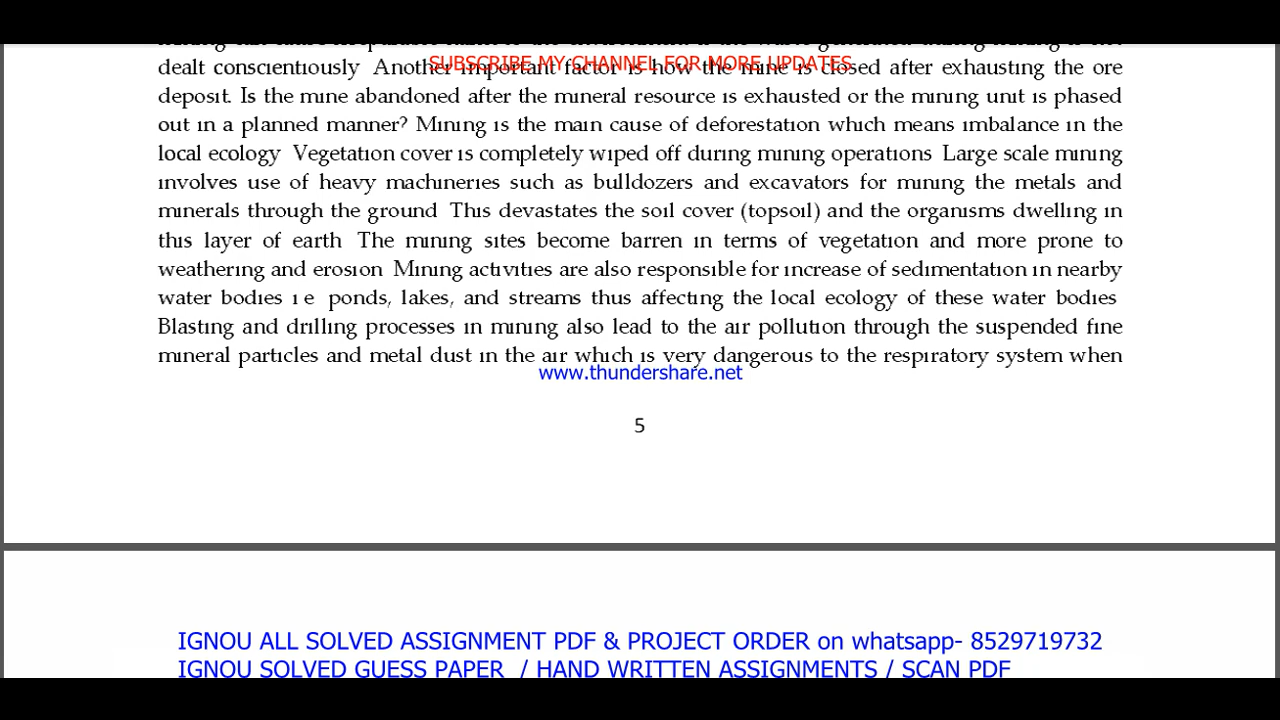 SUBSCRIBE MY CHANNEL FOR MORE UPDATES
dealt conscientiously Another important factor is how the mine is closed after exhausting the ore
deposit. Is the mine abandoned after the mineral resource is exhausted or the mining unit is phased
out in a planned manner? Mining is the main cause of deforestation which means imbalance in the
local ecology Vegetation cover is completely wiped off during mining operations Large scale mining
involves use of heavy machineries such as bulldozers and excavators for mining the metals and
minerals through the ground This devastates the soil cover (topsoil) and the organisms dwelling in
this layer of earth The mining sites become barren in terms of vegetation and more prone to
weathering and erosion Mining activities are also responsible for increase of sedimentation in nearby
water bodies i e ponds, lakes, and streams thus affecting the local ecology of these water bodies
Blasting and drilling processes in mining also lead to the air pollution through the suspended fine
mineral particles and metal dust in the air which is very dangerous to the respiratory system when
www.thundershare.net
5
IGNOU ALL SOLVED ASSIGNMENT PDF & PROJECT ORDER on whatsapp- 8529719732
IGNOU SOLVED GUESS PAPER / HAND WRITTEN ASSIGNMENTS / SCAN PDF